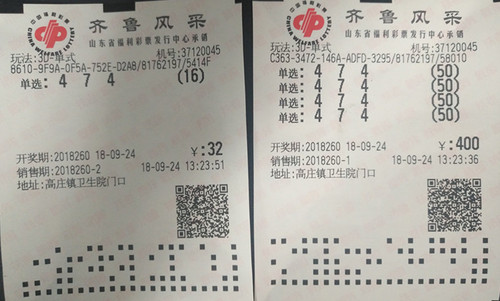 中国福利彩票
CHINA WELFARE LOTTERY
齐鲁风采
山东省福利彩票发行中心承销
玩法:3D-单式 机号:37120045
8610-9F9A-0F5A-752E-D2A8/81762197/5414F
单选: 4 7 4 (16)
开奖期:2018260 18-09-24 ￥:32
销售期:2018260-2 18-09-24 13:23:51
地址:高庄镇卫生院门口
中国福利彩票
CHINA WELFARE LOTTERY
齐鲁风采
山东省福利彩票发行中心承销
玩法:3D-单式 机号:37120045
C363-3472-146A-ADFD-3295/81762197/58010
单选: 4 7 4 (50)
单选: 4 7 4 (50)
单选: 4 7 4 (50)
单选: 4 7 4 (50)
开奖期:2018260 18-09-24 ￥:400
销售期:2018260-1 18-09-24 13:23:36
地址:高庄镇卫生院门口